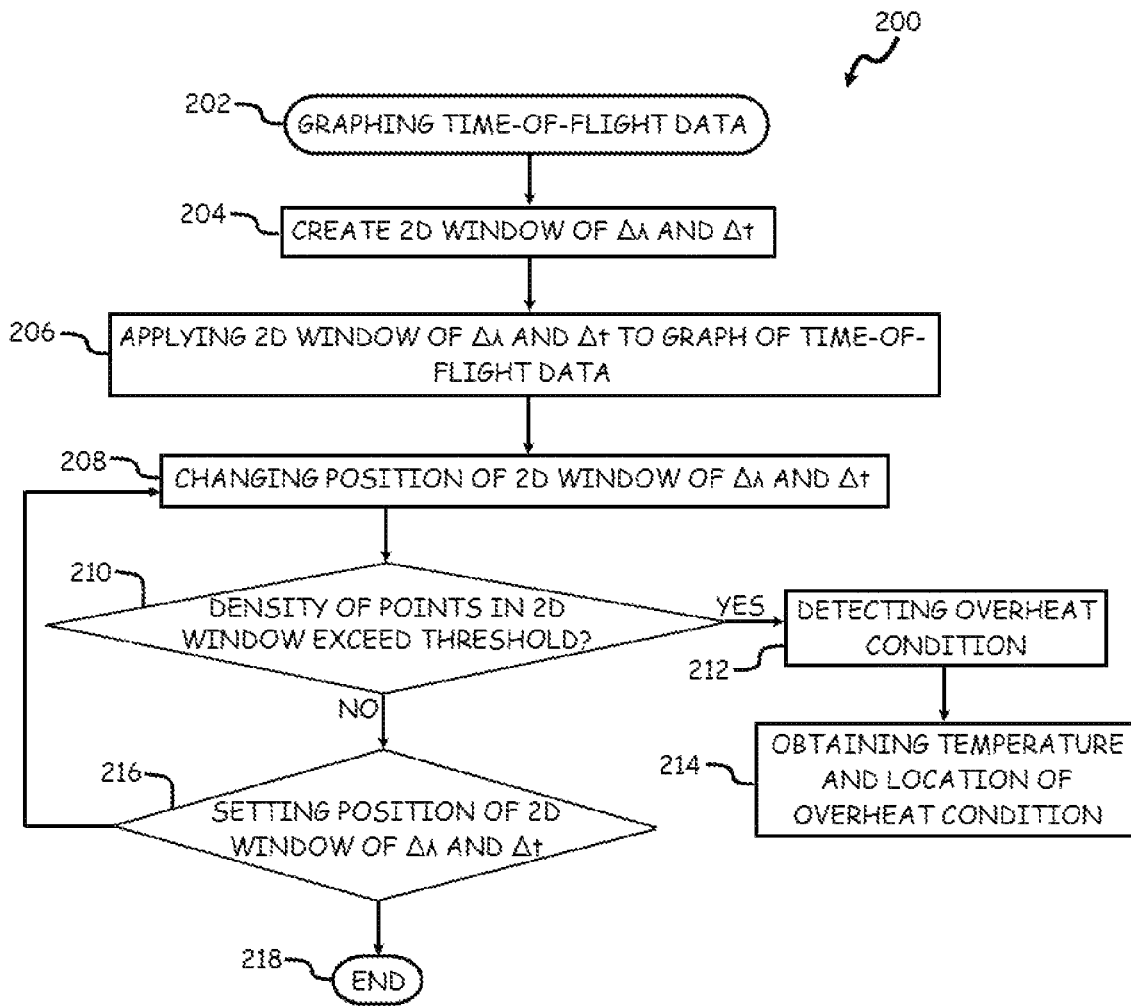 200
202
GRAPHING TIME-OF-FLIGHT DATA
204
CREATE 2D WINDOW OF Δλ AND Δt
206
APPLYING 2D WINDOW OF Δλ AND Δt TO GRAPH OF TIME-OF-
FLIGHT DATA
208
CHANGING POSITION OF 2D WINDOW OF Δλ AND Δt
210
DENSITY OF POINTS IN 2D
WINDOW EXCEED THRESHOLD?
YES
DETECTING OVERHEAT
CONDITION
212
NO
214
OBTAINING TEMPERATURE
AND LOCATION OF
OVERHEAT CONDITION
216
SETTING POSITION OF 2D
WINDOW OF Δλ AND Δt
218
END